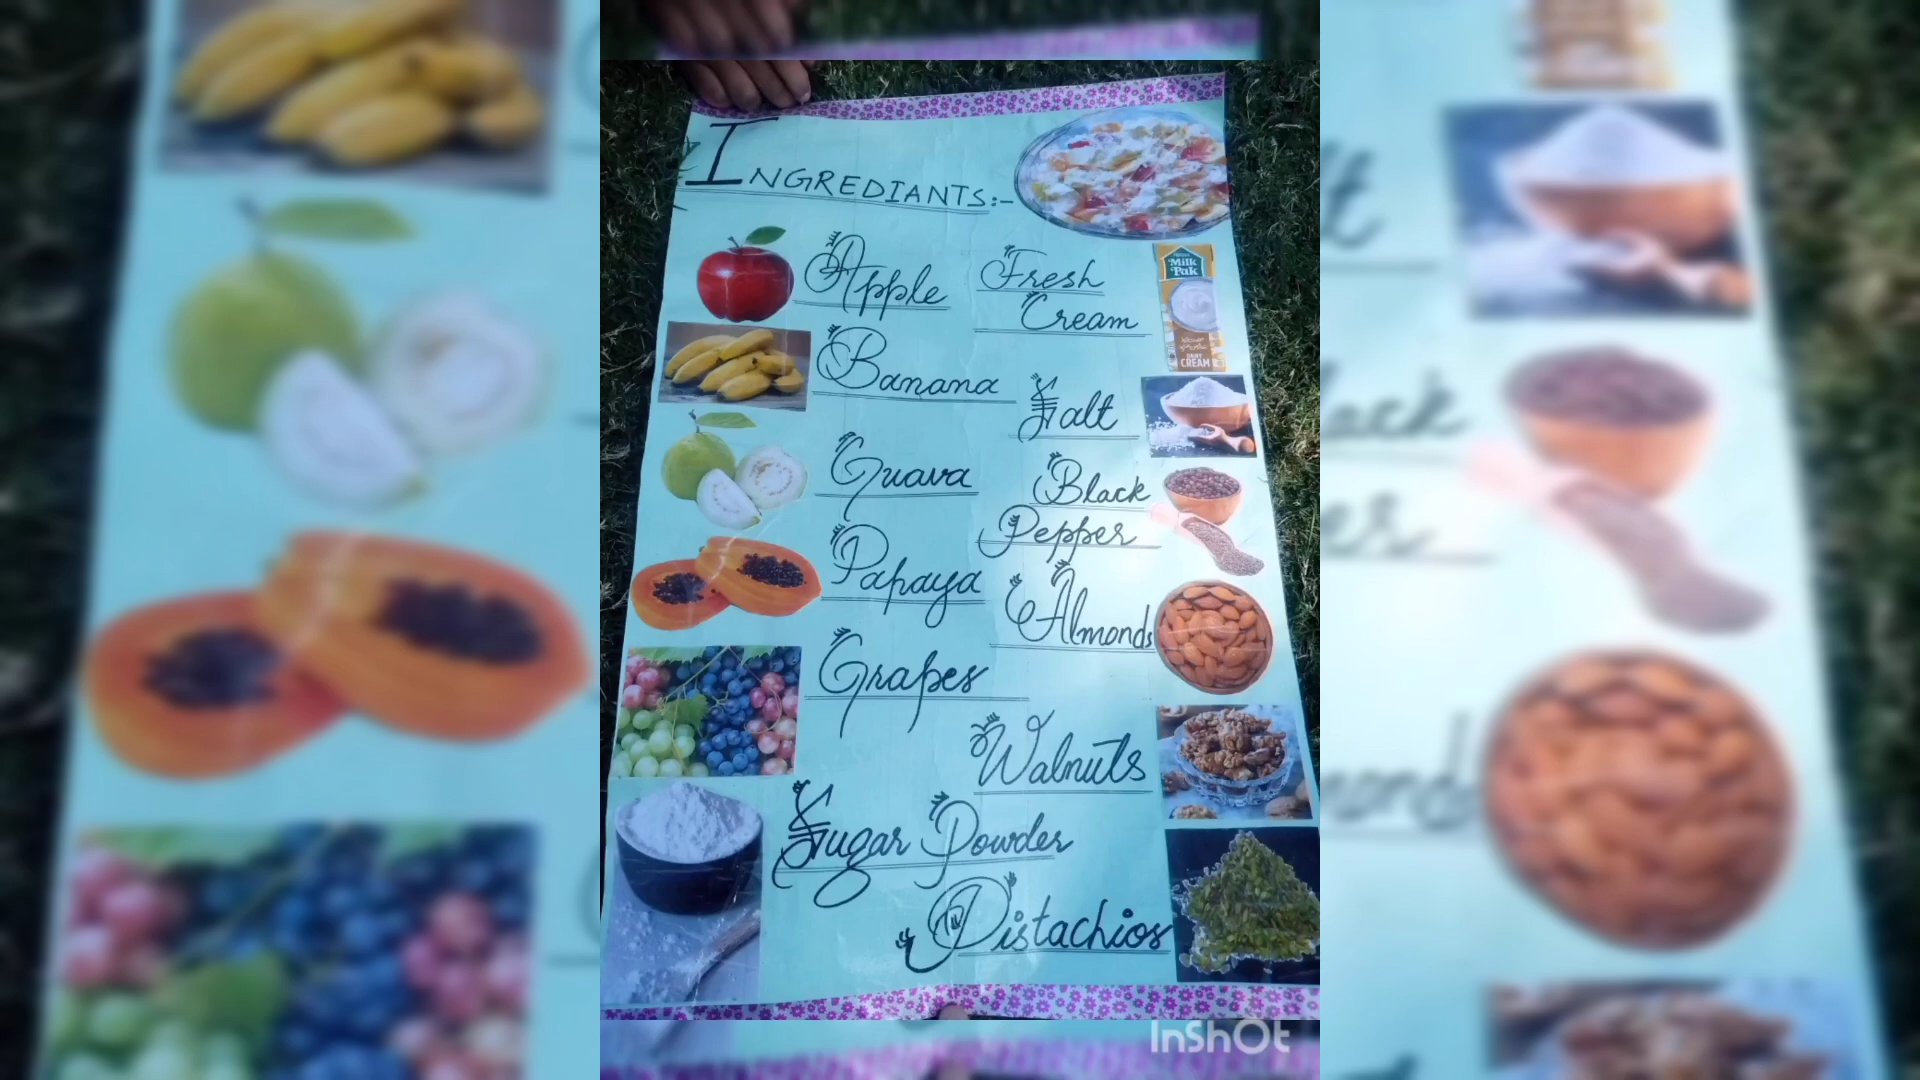 INGREDIANTS:-
Apple
Banana
Guava
Papaya
Grapes
Sugar Powder
Fresh
Cream
Milk
Pak
CREAM
Salt
Black
Pepper
Almonds
Walnuts
Pistachios
InShOt